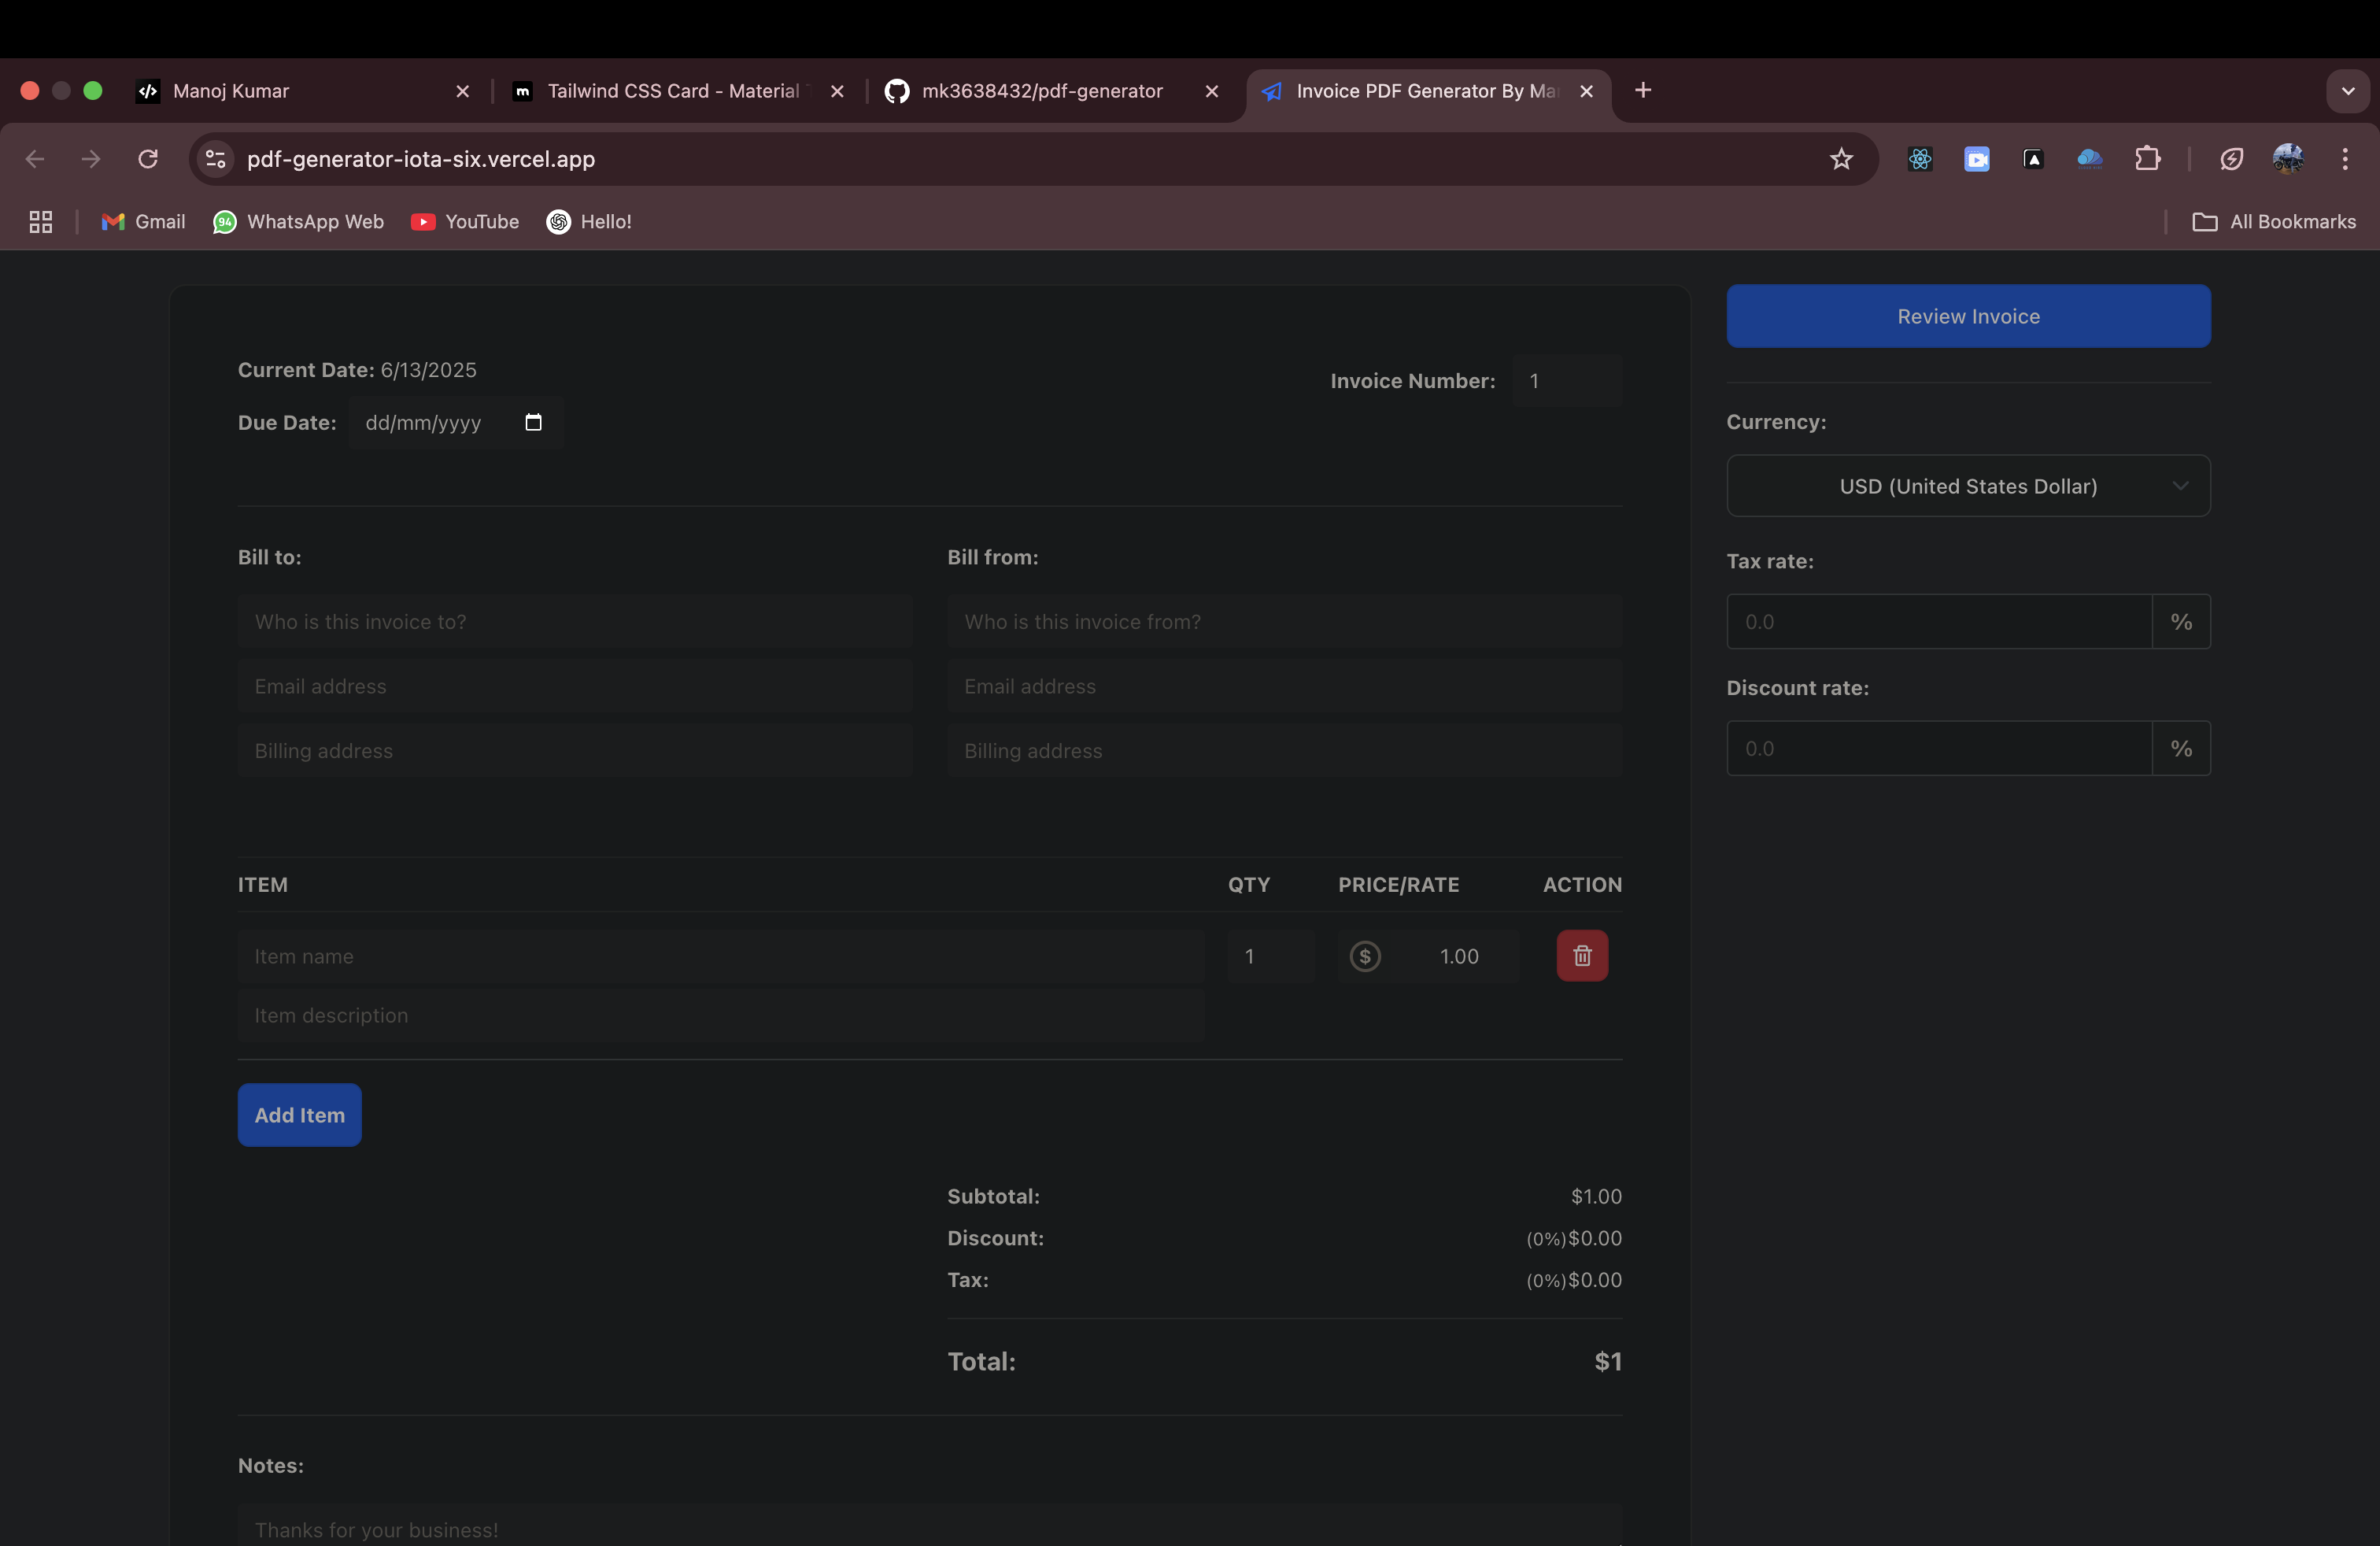 Manoj Kumar
Tailwind CSS Card - Material
mk3638432/pdf-generator
Invoice PDF Generator By Ma
pdf-generator-iota-six.vercel.app
Gmail
94
WhatsApp Web
YouTube
Hello!
All Bookmarks
Current Date: 6/13/2025
Invoice Number: 1
Due Date: dd/mm/yyyy
Bill to:
Bill from:
Who is this invoice to?
Who is this invoice from?
Email address
Email address
Billing address
Billing address
ITEM QTY PRICE/RATE ACTION
Item name 1 $ 1.00
Item description
Add Item
Subtotal: $1.00
Discount: (0%)$0.00
Tax: (0%)$0.00
Total: $1
Notes:
Thanks for your business!
Review Invoice
Currency:
USD (United States Dollar)
Tax rate:
0.0 %
Discount rate:
0.0 %